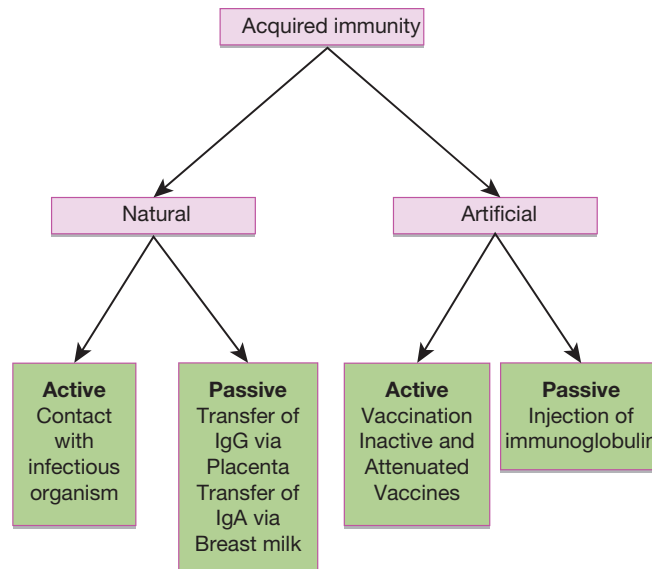 Acquired immunity
Natural
Artificial
Active
Contact
with
infectious
organism
Passive
Transfer of
IgG via
Placenta
Transfer of
IgA via
Breast milk
Active
Vaccination
Inactive and
Attenuated
Vaccines
Passive
Injection of
immunoglobulin